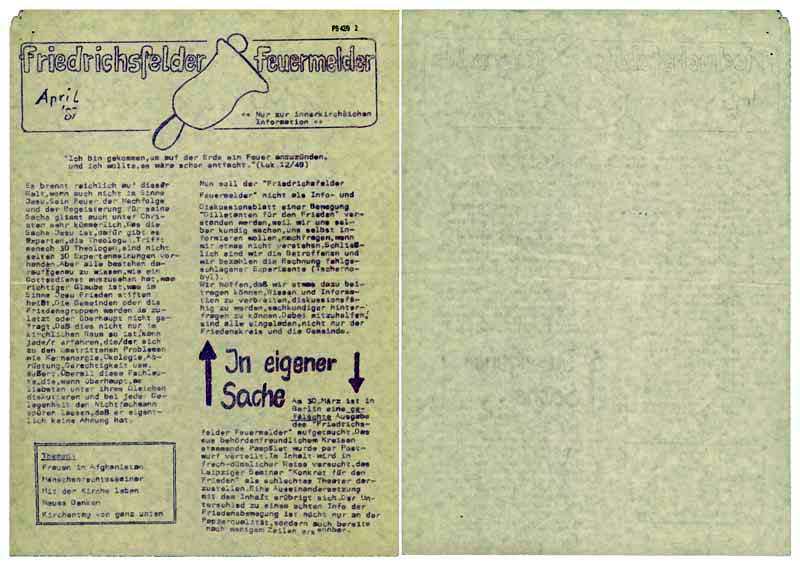 PS 429 2
Friedrichsfelder Feuermelder
April '87
** Nur zur innerkirchlichen
Information **
"Ich bin gekommen,um auf der Erde ein Feuer anzuzünden,
und ich wollte,es wäre schon entfacht."(Luk.12/49)
Es brennt reichlich auf dieser
Welt,wenn auch nicht im Sinne
Jesu.Sein Feuer der Nachfolge
und der Begeisterung für seine
Sache glimmt auch unter Chri-
sten sehr kümmerlich.Was die
Sache Jesu ist,dafür gibt es
Experten,die Theologen.Trifft
mensch 30 Theologen,sind nicht
selten 30 Expertenmeinungen vor-
handen.Aber alle bestehen da-
rauf,genau zu wissen,wie ein
Gottesdienst auszusehen hat,was
richtiger Glaube ist,was im
Sinne Jesu Frieden stiften
heißt.Die Gemeinden oder die
Friedensgruppen werden da zu-
letzt oder überhaupt nicht ge-
fragt.Daß dies nicht nur im
kirchlichen Raum so ist,kann
jede/r erfahren,die/der sich
zu den umstrittenen Problemen
wie Kernenergie,Ökologie,Ab-
rüstung,Gerechtigkeit usw.
äußert.Überall diese Fachleu-
te,die,wenn überhaupt,am
liebsten unter ihres Gleichen
diskutieren und bei jeder Ge-
legenheit den Nichtfachmann
spüren lassen,daß er eigent-
lich keine Ahnung hat.
Themen:
Frauen in Afghanistan
Menschenrechtsseminar
Mit der Kirche leben
Neues Denken
Kirchentag von ganz unten
Nun soll der "Friedrichsfelder
Feuermelder" nicht als Info- und
Diskussionsblatt einer Bewegung
"Dilletanten für den Frieden" ver-
standen werden,weil wir uns sel-
ber kundig machen,uns selbst in-
formieren wollen,nachfragen,wenn
wir etwas nicht verstehen.Schließ-
lich sind wir die Betroffenen und
wir bezahlen die Rechnung fehlge-
schlagener Experimente (Tscherno-
byl).
Wir hoffen,daß wir etwas dazu bei-
tragen können,Wissen und Informa-
tion zu verbreiten,diskussionsfä-
hig zu werden,sachkundiger hinter-
fragen zu können.Dabei mitzuhelfen,
sind alle eingeladen,nicht nur der
Friedenskreis und die Gemeinde.
In eigener
Sache
Am 30.März ist in
Berlin eine ge-
fälschte Ausgabe
des "Friedrichs-
felder Feuermelder" aufgetaucht.Das
aus behördenfreundlichem Kreisen
stammende Pamphlet wurde per Post-
wurf verteilt.Im Inhalt wird in
frech-dümmlicher Weise versucht,das
Leipziger Seminar "Konkret für den
Frieden" als schlechtes Theater dar-
zustellen.Eine Auseinandersetzung
mit dem Inhalt erübrigt sich.Der Un-
terschied zu einem echten Info der
Friedensbewegung ist nicht nur an der
Papierqualität,sondern auch bereits
nach wenigen Zeilen erkennbar.